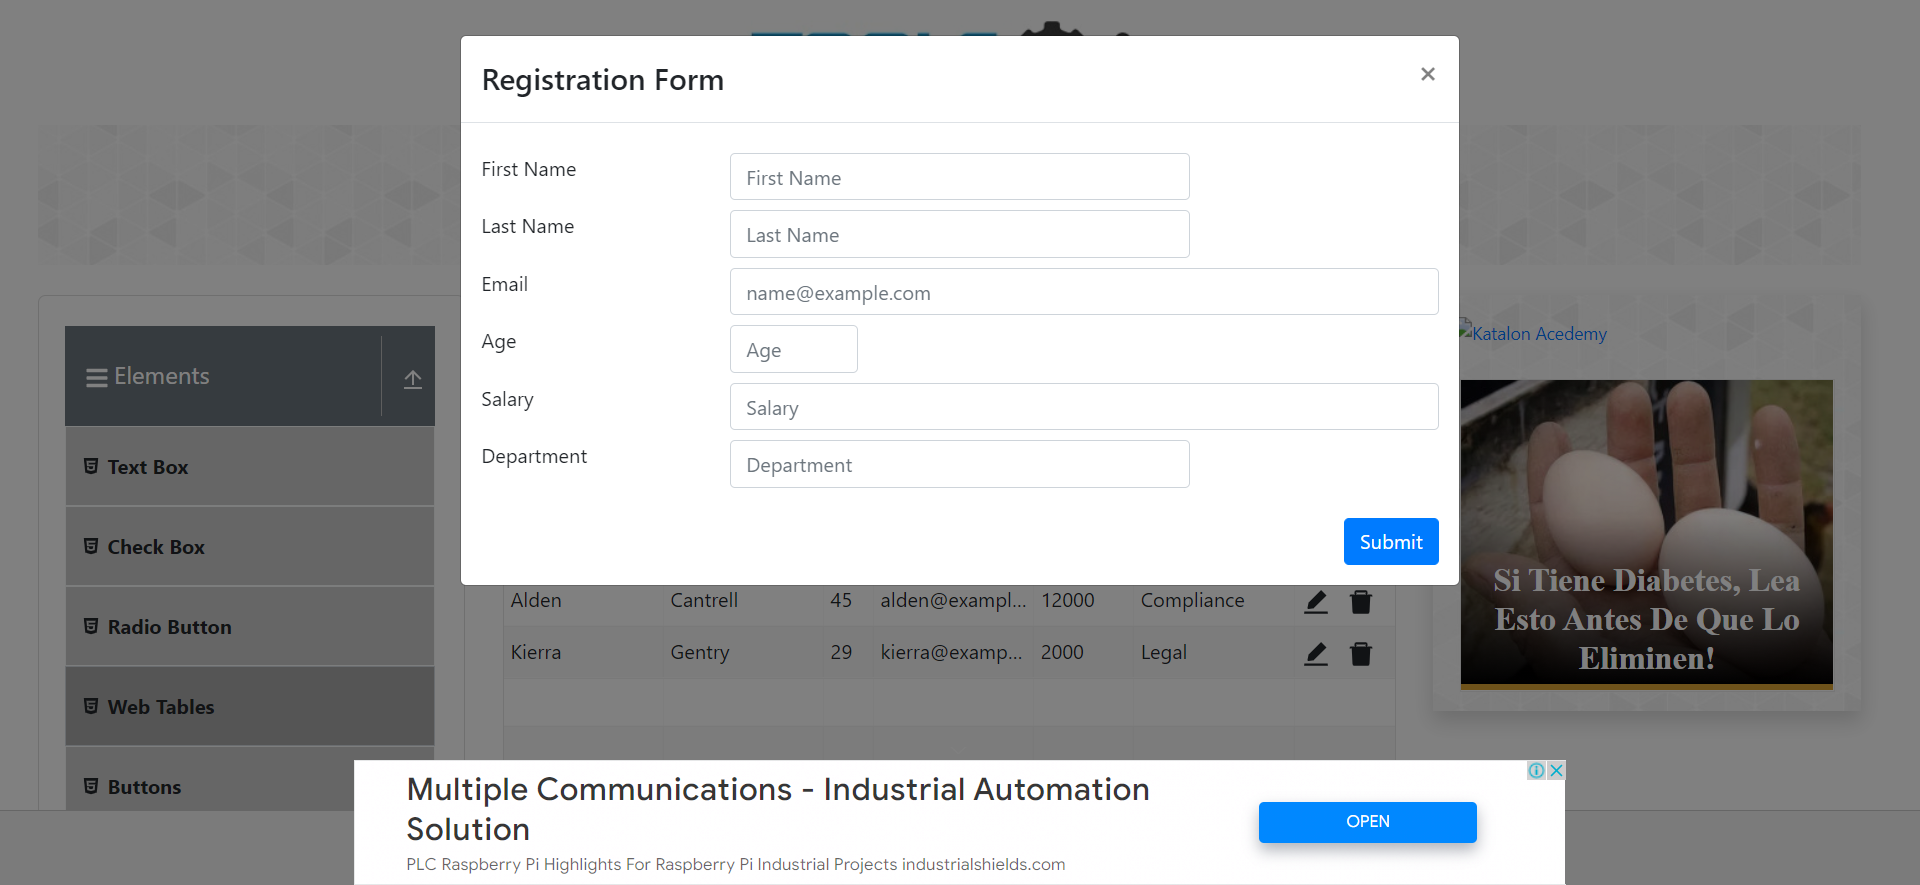 Registration Form
×
First Name
First Name
Last Name
Last Name
Email
name@example.com
Age
Age
Salary
Salary
Department
Department
Submit
Elements
Text Box
Check Box
Radio Button
Web Tables
Buttons
Alden Cantrell 45 alden@exampl... 12000 Compliance
Kierra Gentry 29 kierra@examp... 2000 Legal
Katalon Acedemy
Si Tiene Diabetes, Lea
Esto Antes De Que Lo
Eliminen!
Multiple Communications - Industrial Automation
Solution
PLC Raspberry Pi Highlights For Raspberry Pi Industrial Projects industrialshields.com
OPEN